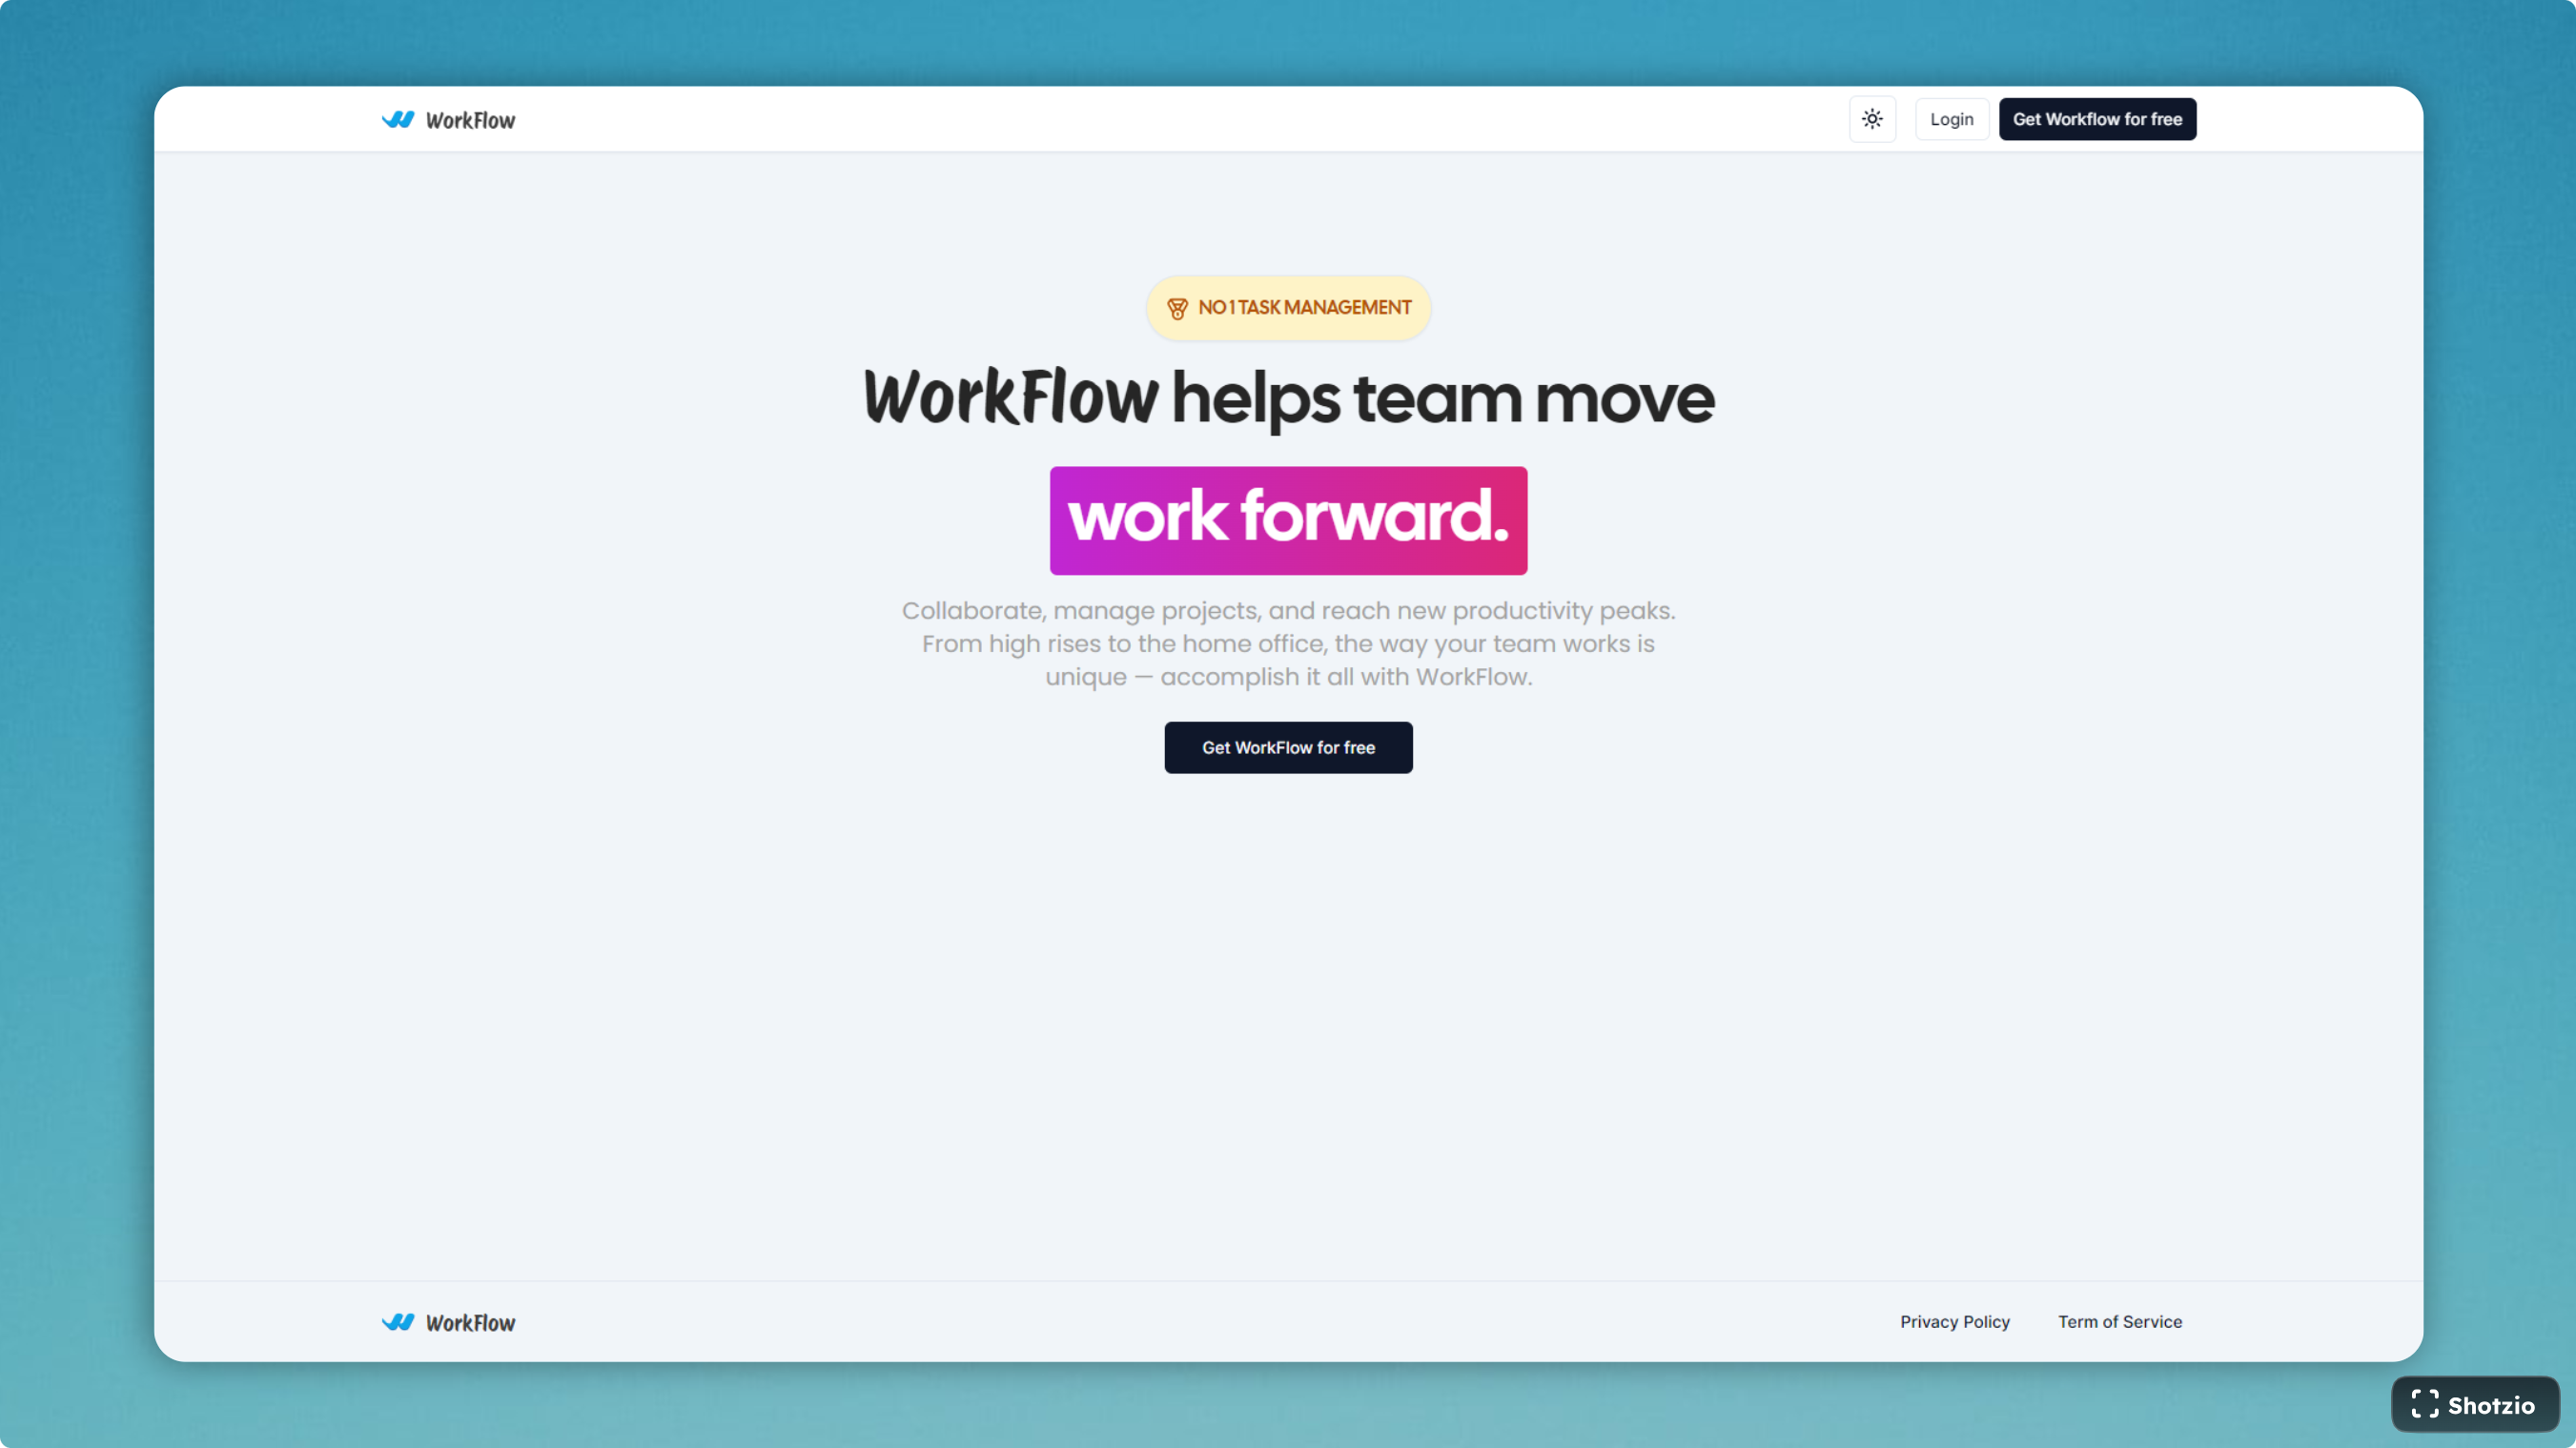 WorkFlow
Login
Get Workflow for free
NO 1 TASK MANAGEMENT
WorkFlow helps team move
work forward.
Collaborate, manage projects, and reach new productivity peaks.
From high rises to the home office, the way your team works is
unique — accomplish it all with WorkFlow.
Get WorkFlow for free
WorkFlow
Privacy Policy
Term of Service
Shotzio